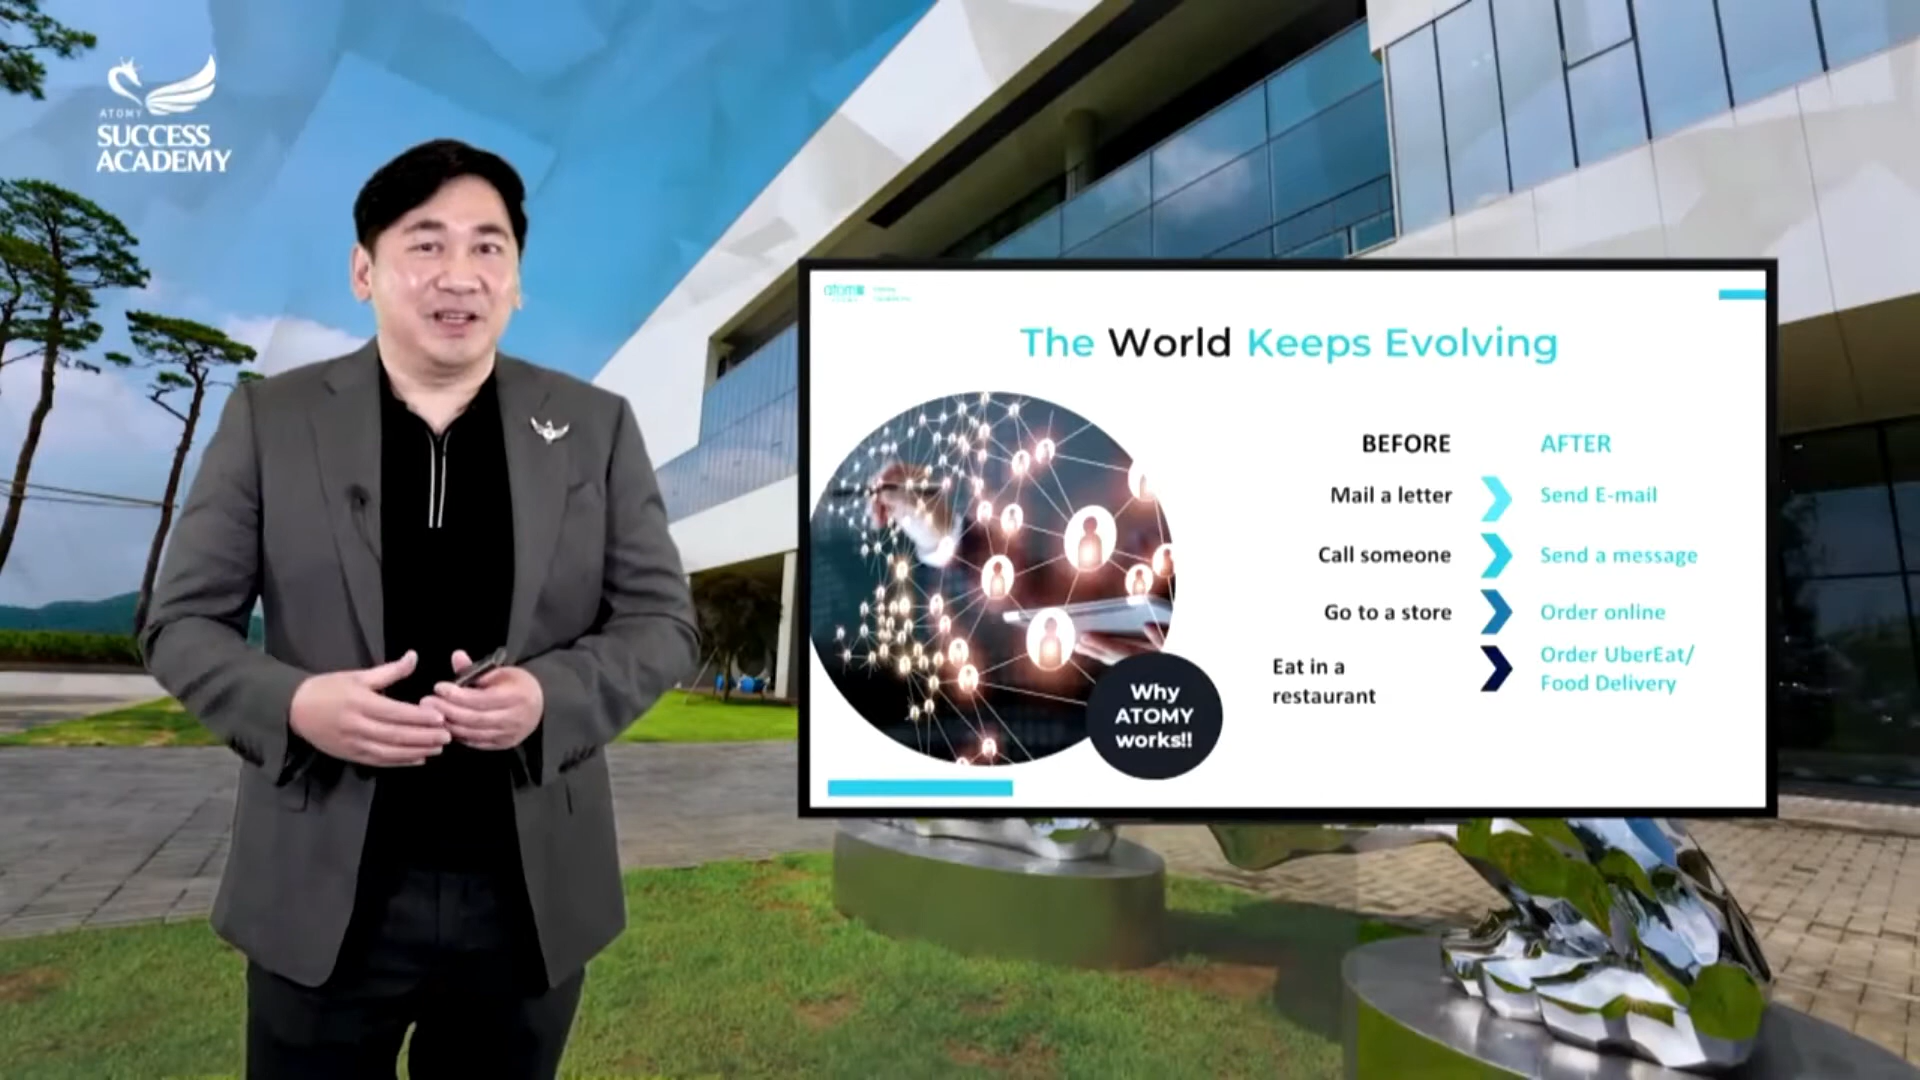 ATOMY
SUCCESS
ACADEMY
The World Keeps Evolving
BEFORE AFTER
Mail a letter Send E-mail
Call someone Send a message
Go to a store Order online
Eat in a
restaurant
Order UberEat/
Food Delivery
Why
ATOMY
works!!